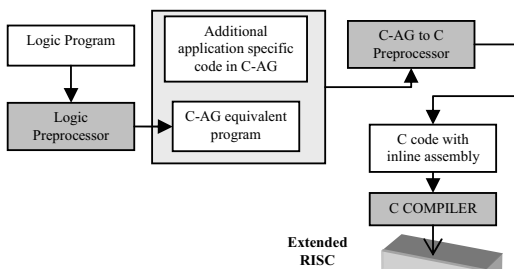 Logic Program
Logic
Preprocessor
Additional
application specific
code in C-AG
C-AG equivalent
program
C-AG to C
Preprocessor
C code with
inline assembly
C COMPILER
Extended
RISC